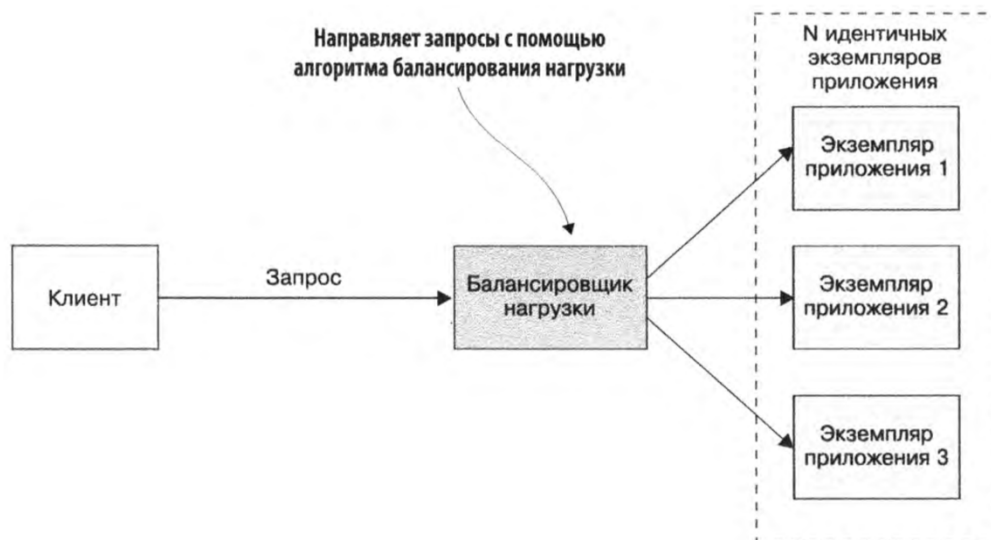 Направляет запросы с помощью
алгоритма балансирования нагрузки
N идентичных
экземпляров
приложения
Экземпляр
приложения 1
Клиент
Запрос
Балансировщик
нагрузки
Экземпляр
приложения 2
Экземпляр
приложения 3